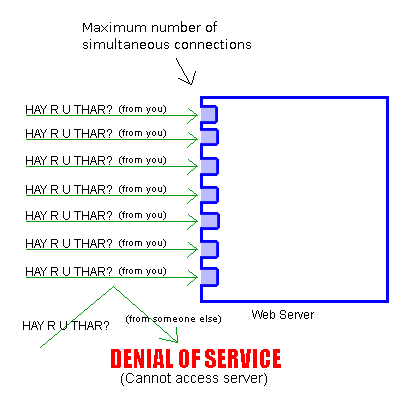 Maximum number of
simultaneous connections
HAY R U THAR? (from you)
HAY R U THAR? (from you)
HAY R U THAR? (from you)
HAY R U THAR? (from you)
HAY R U THAR? (from you)
HAY R U THAR? (from you)
HAY R U THAR? (from you)
Web Server
(from someone else)
HAY R U THAR?
DENIAL OF SERVICE
(Cannot access server)